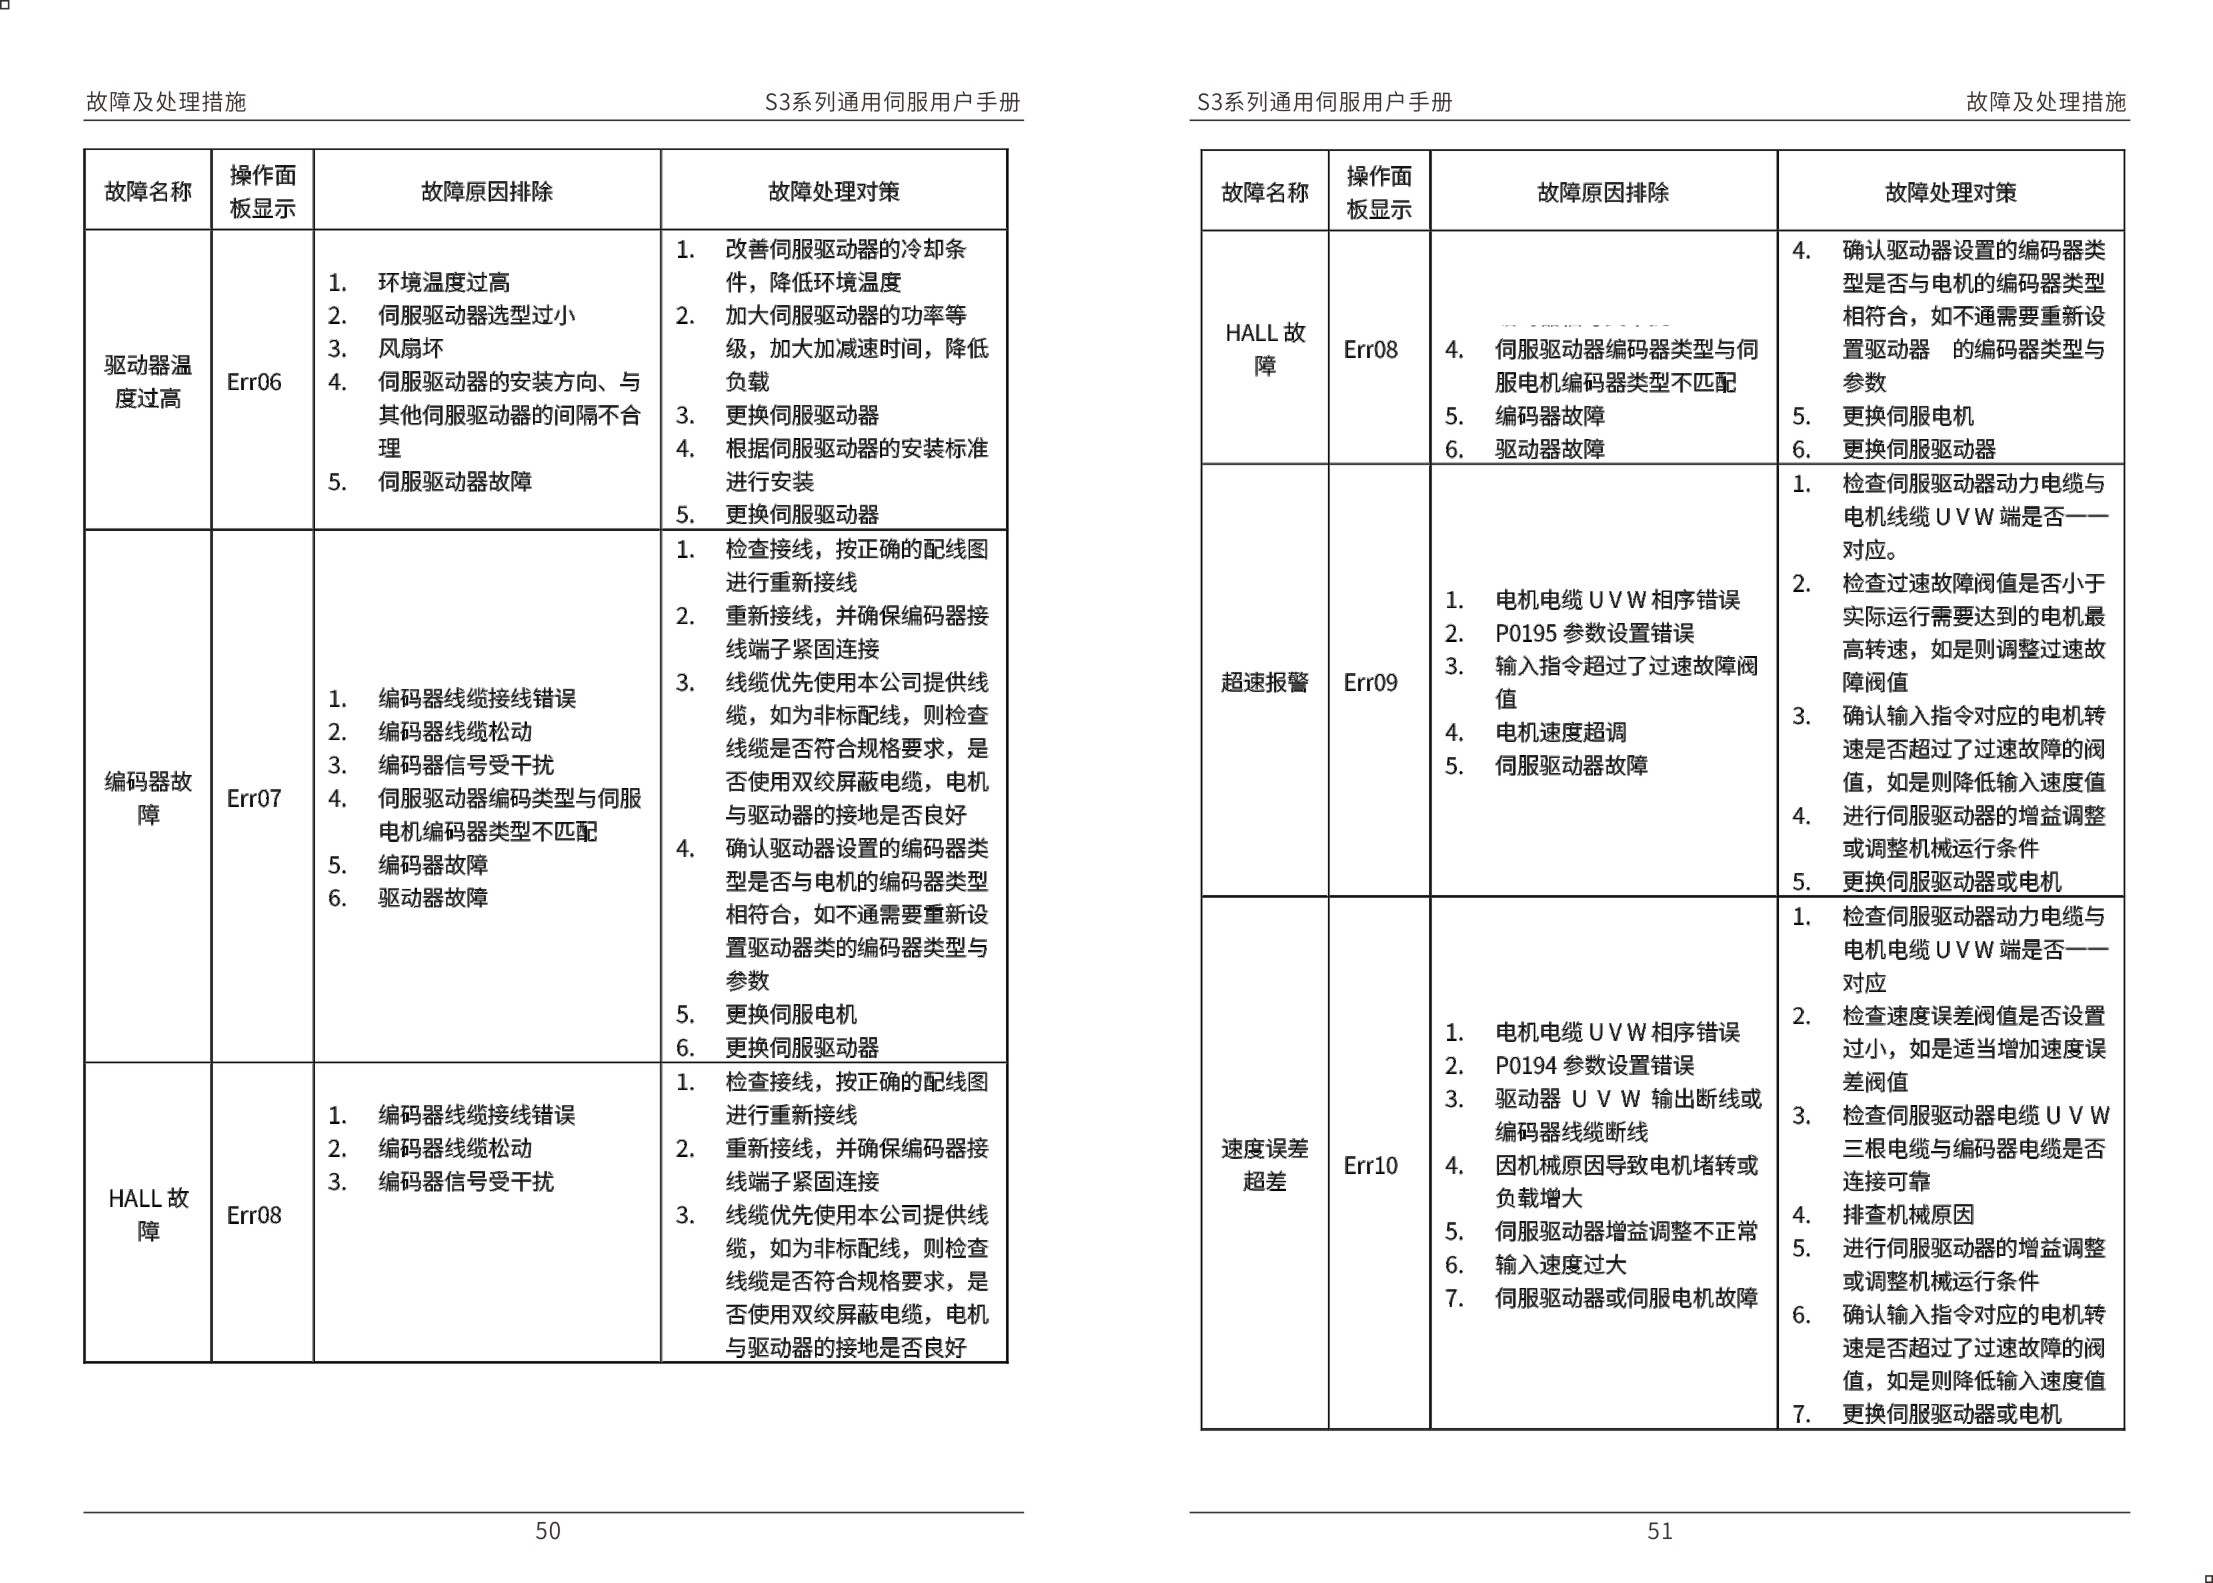 故障及处理措施
S3系列通用伺服用户手册
故障名称
操作面
板显示
故障原因排除
故障处理对策
驱动器温
度过高
Err06
1. 环境温度过高
2. 伺服驱动器选型过小
3. 风扇坏
4. 伺服驱动器的安装方向、与
其他伺服驱动器的间隔不合
理
5. 伺服驱动器故障
1. 改善伺服驱动器的冷却条
件，降低环境温度
2. 加大伺服驱动器的功率等
级，加大加减速时间，降低
负载
3. 更换伺服驱动器
4. 根据伺服驱动器的安装标准
进行安装
5. 更换伺服驱动器
编码器故
障
Err07
1. 编码器线缆接线错误
2. 编码器线缆松动
3. 编码器信号受干扰
4. 伺服驱动器编码类型与伺服
电机编码器类型不匹配
5. 编码器故障
6. 驱动器故障
1. 检查接线，按正确的配线图
进行重新接线
2. 重新接线，并确保编码器接
线端子紧固连接
3. 线缆优先使用本公司提供线
缆，如为非标配线，则检查
线缆是否符合规格要求，是
否使用双绞屏蔽电缆，电机
与驱动器的接地是否良好
4. 确认驱动器设置的编码器类
型是否与电机的编码器类型
相符合，如不通需要重新设
置驱动器类的编码器类型与
参数
5. 更换伺服电机
6. 更换伺服驱动器
HALL 故
障
Err08
1. 编码器线缆接线错误
2. 编码器线缆松动
3. 编码器信号受干扰
1. 检查接线，按正确的配线图
进行重新接线
2. 重新接线，并确保编码器接
线端子紧固连接
3. 线缆优先使用本公司提供线
缆，如为非标配线，则检查
线缆是否符合规格要求，是
否使用双绞屏蔽电缆，电机
与驱动器的接地是否良好
50
S3系列通用伺服用户手册
故障及处理措施
故障名称
操作面
板显示
故障原因排除
故障处理对策
HALL 故
障
Err08
4. 伺服驱动器编码器类型与伺
服电机编码器类型不匹配
5. 编码器故障
6. 驱动器故障
4. 确认驱动器设置的编码器类
型是否与电机的编码器类型
相符合，如不通需要重新设
置驱动器 的编码器类型与
参数
5. 更换伺服电机
6. 更换伺服驱动器
超速报警
Err09
1. 电机电缆 U V W 相序错误
2. P0195 参数设置错误
3. 输入指令超过了过速故障阀
值
4. 电机速度超调
5. 伺服驱动器故障
1. 检查伺服驱动器动力电缆与
电机线缆 U V W 端是否一一
对应。
2. 检查过速故障阀值是否小于
实际运行需要达到的电机最
高转速，如是则调整过速故
障阀值
3. 确认输入指令对应的电机转
速是否超过了过速故障的阀
值，如是则降低输入速度值
4. 进行伺服驱动器的增益调整
或调整机械运行条件
5. 更换伺服驱动器或电机
速度误差
超差
Err10
1. 电机电缆 U V W 相序错误
2. P0194 参数设置错误
3. 驱动器 U V W 输出断线或
编码器线缆断线
4. 因机械原因导致电机堵转或
负载增大
5. 伺服驱动器增益调整不正常
6. 输入速度过大
7. 伺服驱动器或伺服电机故障
1. 检查伺服驱动器动力电缆与
电机电缆 U V W 端是否一一
对应
2. 检查速度误差阀值是否设置
过小，如是适当增加速度误
差阀值
3. 检查伺服驱动器电缆 U V W
三根电缆与编码器电缆是否
连接可靠
4. 排查机械原因
5. 进行伺服驱动器的增益调整
或调整机械运行条件
6. 确认输入指令对应的电机转
速是否超过了过速故障的阀
值，如是则降低输入速度值
7. 更换伺服驱动器或电机
51